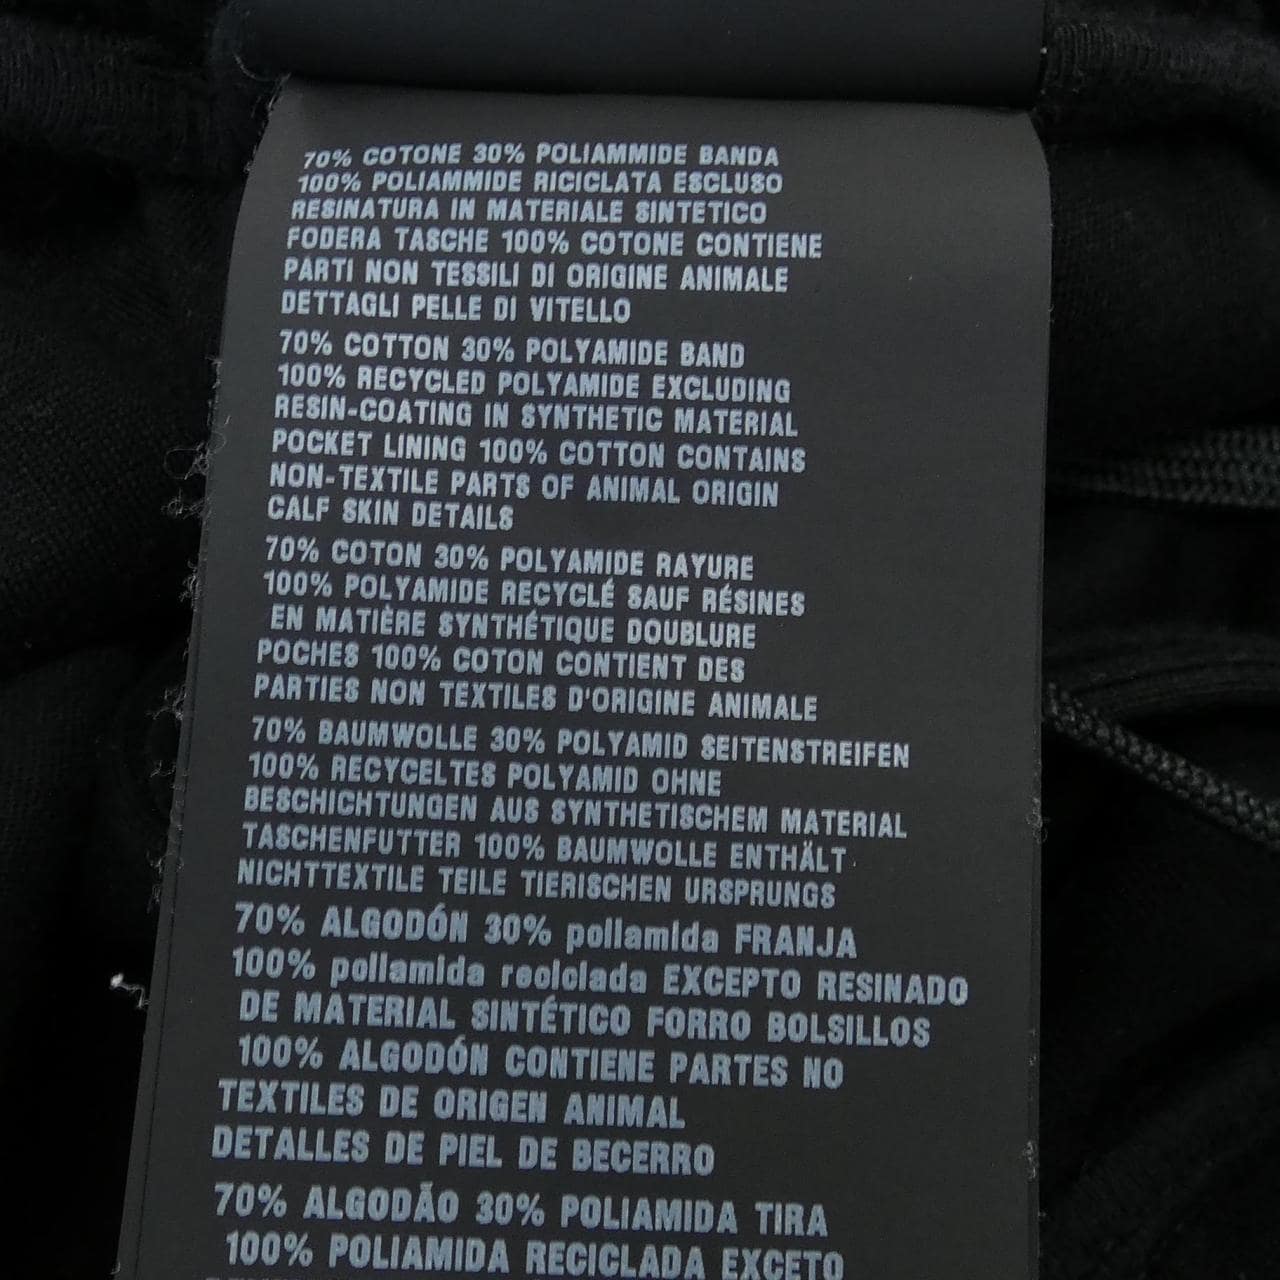 70% COTONE 30% POLIAMMIDE BANDA
100% POLIAMMIDE RICICLATA ESCLUSO
RESINATURA IN MATERIALE SINTETICO
FODERA TASCHE 100% COTONE CONTIENE
PARTI NON TESSILI DI ORIGINE ANIMALE
DETTAGLI PELLE DI VITELLO
70% COTTON 30% POLYAMIDE BAND
100% RECYCLED POLYAMIDE EXCLUDING
RESIN-COATING IN SYNTHETIC MATERIAL
POCKET LINING 100% COTTON CONTAINS
NON-TEXTILE PARTS OF ANIMAL ORIGIN
CALF SKIN DETAILS
70% COTON 30% POLYAMIDE RAYURE
100% POLYAMIDE RECYCLÉ SAUF RÉSINES
EN MATIÈRE SYNTHÉTIQUE DOUBLURE
POCHES 100% COTON CONTIENT DES
PARTIES NON TEXTILES D'ORIGINE ANIMALE
70% BAUMWOLLE 30% POLYAMID SEITENSTREIFEN
100% RECYCELTES POLYAMID OHNE
BESCHICHTUNGEN AUS SYNTHETISCHEM MATERIAL
TASCHENFUTTER 100% BAUMWOLLE ENTHÄLT
NICHTTEXTILE TEILE TIERISCHEN URSPRUNGS
70% ALGODÓN 30% poliamida FRANJA
100% poliamida reciclada EXCEPTO RESINADO
DE MATERIAL SINTÉTICO FORRO BOLSILLOS
100% ALGODÓN CONTIENE PARTES NO
TEXTILES DE ORIGEN ANIMAL
DETALLES DE PIEL DE BECERRO
70% ALGODÃO 30% POLIAMIDA TIRA
100% POLIAMIDA RECICLADA EXCETO